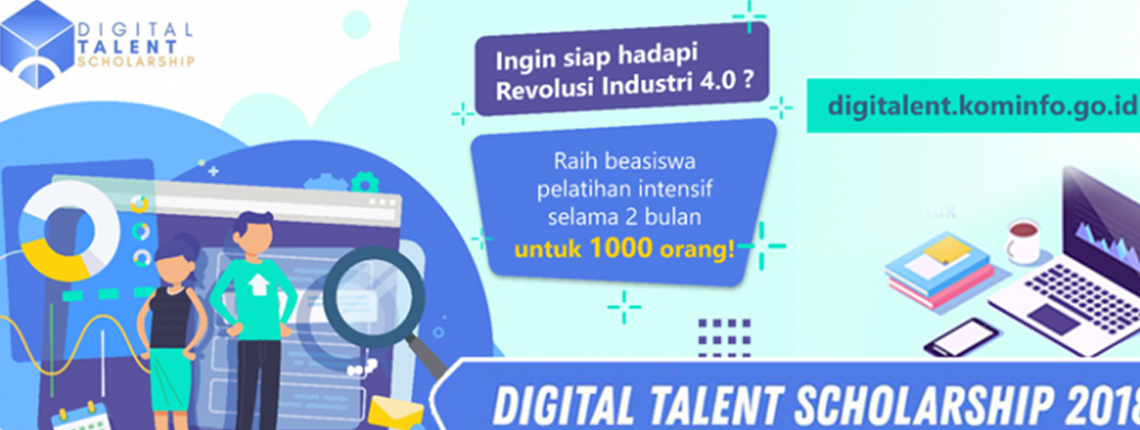 DIGITAL
TALENT
SCHOLARSHIP
Ingin siap hadapi
Revolusi Industri 4.0 ?
digitalent.kominfo.go.id
Raih beasiswa
pelatihan intensif
selama 2 bulan
untuk 1000 orang!
DIGITAL TALENT SCHOLARSHIP 2018